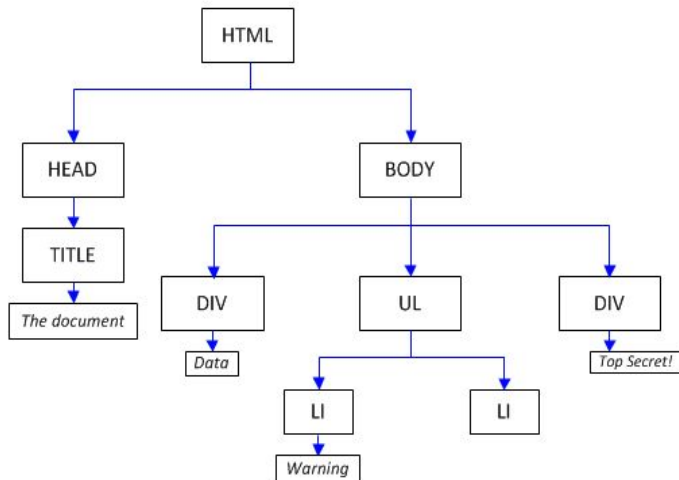 HTML
HEAD
BODY
TITLE
The document
DIV
UL
DIV
Data
Top Secret!
LI
LI
Warning